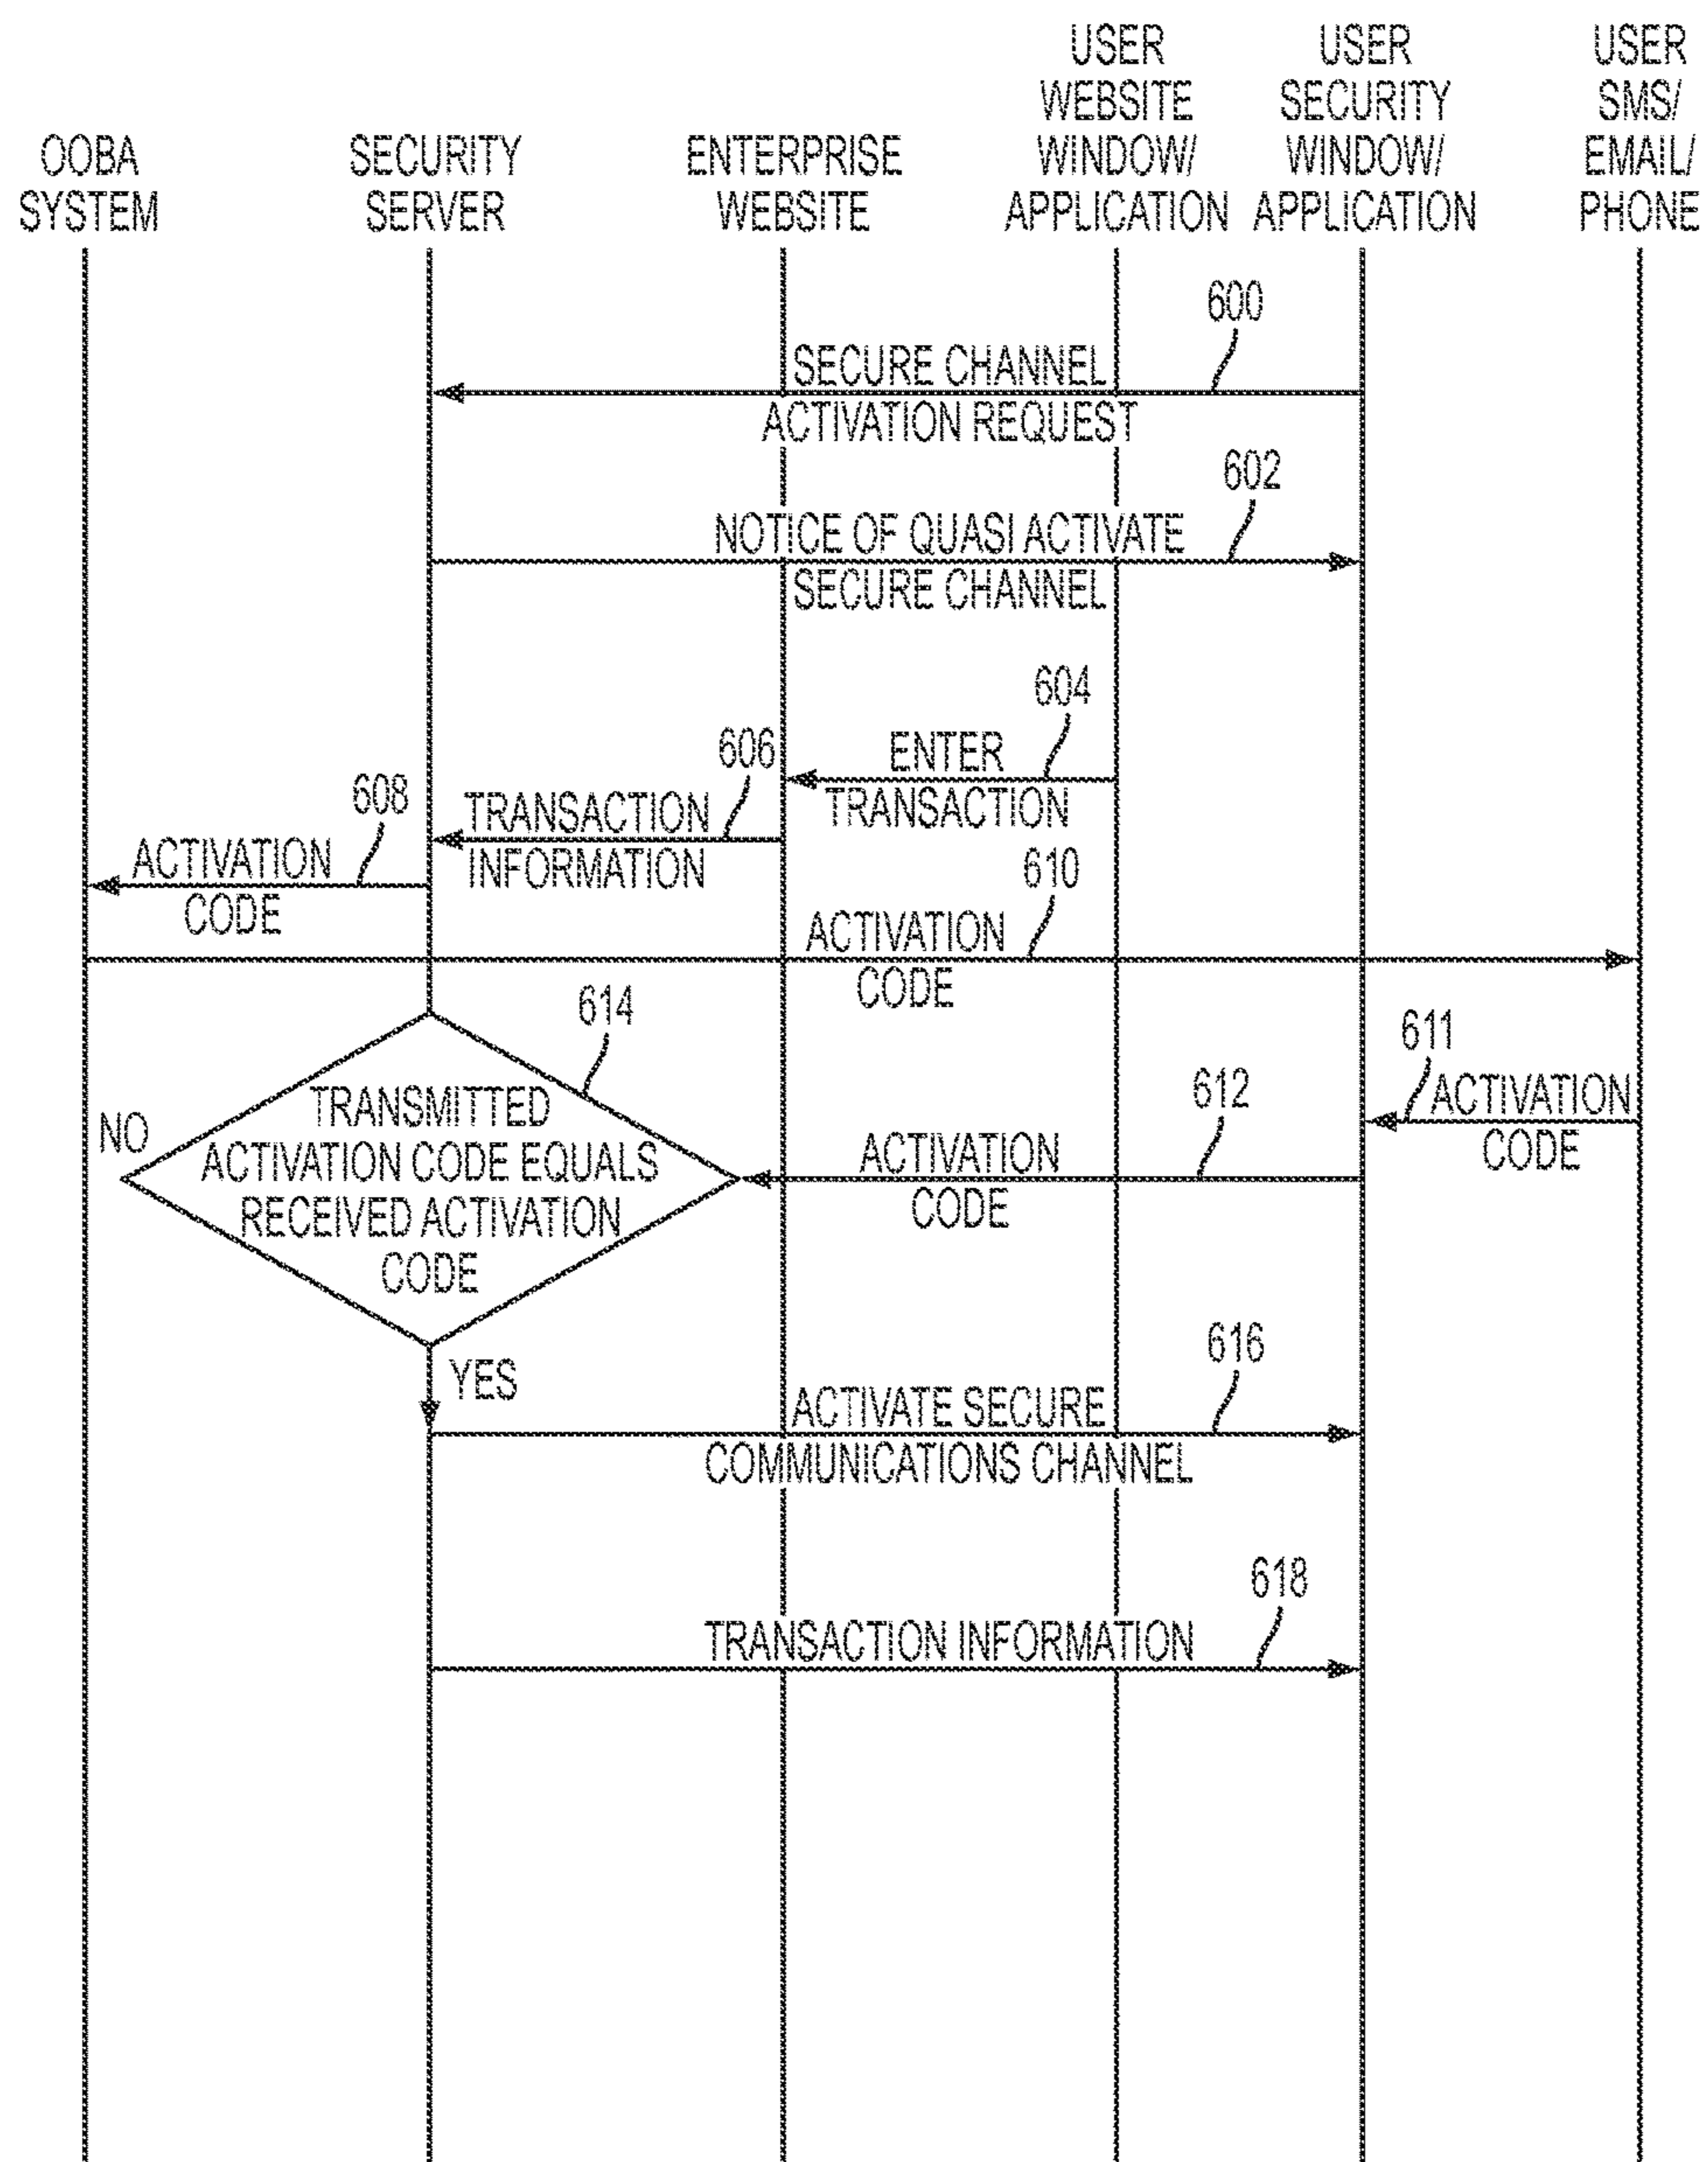 OOBA
SYSTEM
SECURITY
SERVER
ENTERPRISE
WEBSITE
USER
WEBSITE
WINDOW/
APPLICATION
USER
SECURITY
WINDOW/
APPLICATION
USER
SMS/
EMAIL/
PHONE
600
SECURE CHANNEL
ACTIVATION REQUEST
602
NOTICE OF QUASI ACTIVATE
SECURE CHANNEL
604
ENTER
TRANSACTION
606
TRANSACTION
INFORMATION
608
ACTIVATION
CODE
610
ACTIVATION
CODE
611
ACTIVATION
CODE
612
ACTIVATION
CODE
614
TRANSMITTED
ACTIVATION CODE EQUALS
RECEIVED ACTIVATION
CODE
NO
YES
616
ACTIVATE SECURE
COMMUNICATIONS CHANNEL
618
TRANSACTION INFORMATION